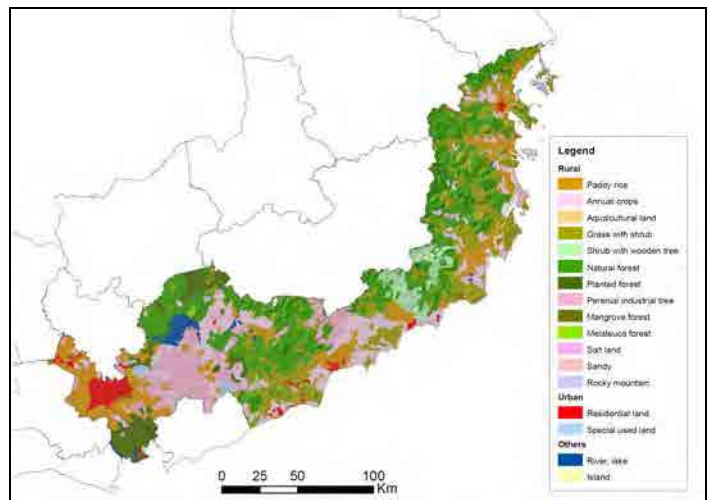 Legend
Rural
Paddy rice
Annual crops
Aquaicultural land
Grass with shrub
Shrub with wooden tree
Natural forest
Planted forest
Perenial industrial tree
Mangrove forest
Melaleuca forest
Salt land
Sandy
Rocky mountain
Urban
Residential land
Special used land
Others
River, lake
Island
0 25 50 100
Km